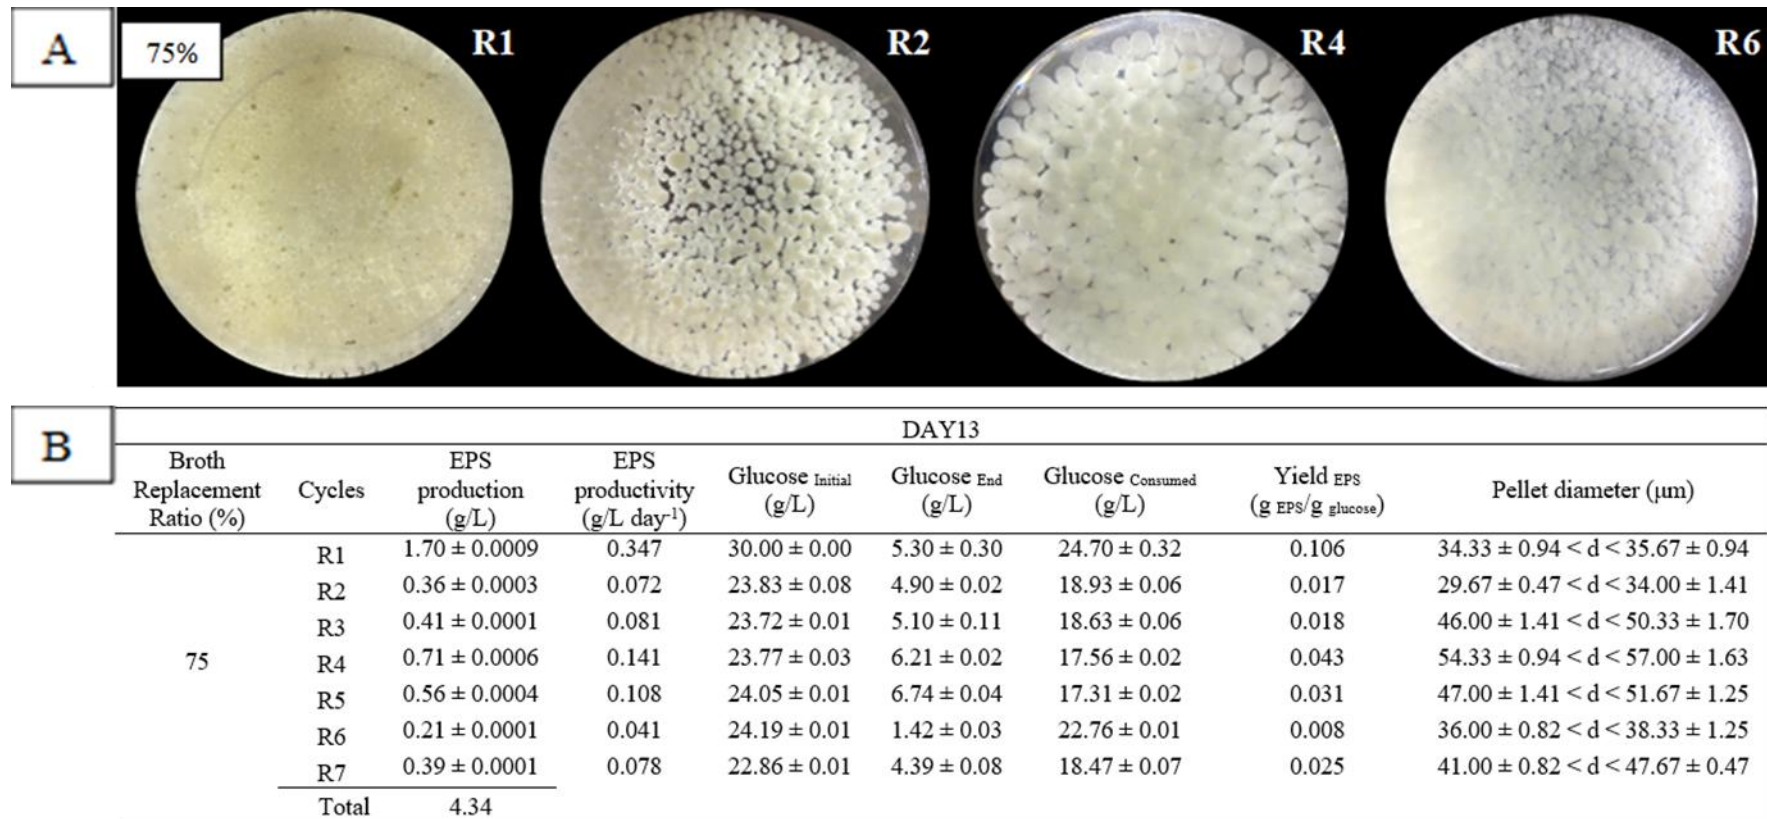 A
75%
R1
R2
R4
R6
B
DAY13
Broth Replacement Ratio (%) Cycles EPS production (g/L) EPS productivity (g/L day-1) Glucose Initial (g/L) Glucose End (g/L) Glucose Consumed (g/L) Yield EPS (g EPS/g glucose) Pellet diameter (μm)
R1 1.70 ± 0.0009 0.347 30.00 ± 0.00 5.30 ± 0.30 24.70 ± 0.32 0.106 34.33 ± 0.94 < d < 35.67 ± 0.94
R2 0.36 ± 0.0003 0.072 23.83 ± 0.08 4.90 ± 0.02 18.93 ± 0.06 0.017 29.67 ± 0.47 < d < 34.00 ± 1.41
R3 0.41 ± 0.0001 0.081 23.72 ± 0.01 5.10 ± 0.11 18.63 ± 0.06 0.018 46.00 ± 1.41 < d < 50.33 ± 1.70
75 R4 0.71 ± 0.0006 0.141 23.77 ± 0.03 6.21 ± 0.02 17.56 ± 0.02 0.043 54.33 ± 0.94 < d < 57.00 ± 1.63
R5 0.56 ± 0.0004 0.108 24.05 ± 0.01 6.74 ± 0.04 17.31 ± 0.02 0.031 47.00 ± 1.41 < d < 51.67 ± 1.25
R6 0.21 ± 0.0001 0.041 24.19 ± 0.01 1.42 ± 0.03 22.76 ± 0.01 0.008 36.00 ± 0.82 < d < 38.33 ± 1.25
R7 0.39 ± 0.0001 0.078 22.86 ± 0.01 4.39 ± 0.08 18.47 ± 0.07 0.025 41.00 ± 0.82 < d < 47.67 ± 0.47
Total 4.34